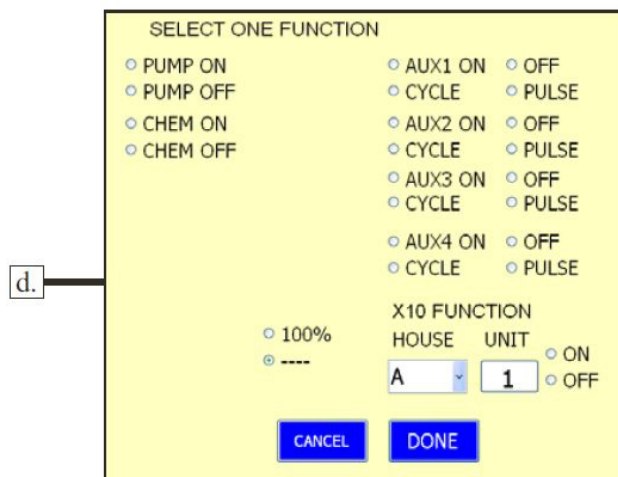 SELECT ONE FUNCTION
PUMP ON
PUMP OFF
CHEM ON
CHEM OFF
AUX1 ON OFF
CYCLE PULSE
AUX2 ON OFF
CYCLE PULSE
AUX3 ON OFF
CYCLE PULSE
AUX4 ON OFF
CYCLE PULSE
d.
100%
----
X10 FUNCTION
HOUSE UNIT
A 1
ON
OFF
CANCEL DONE